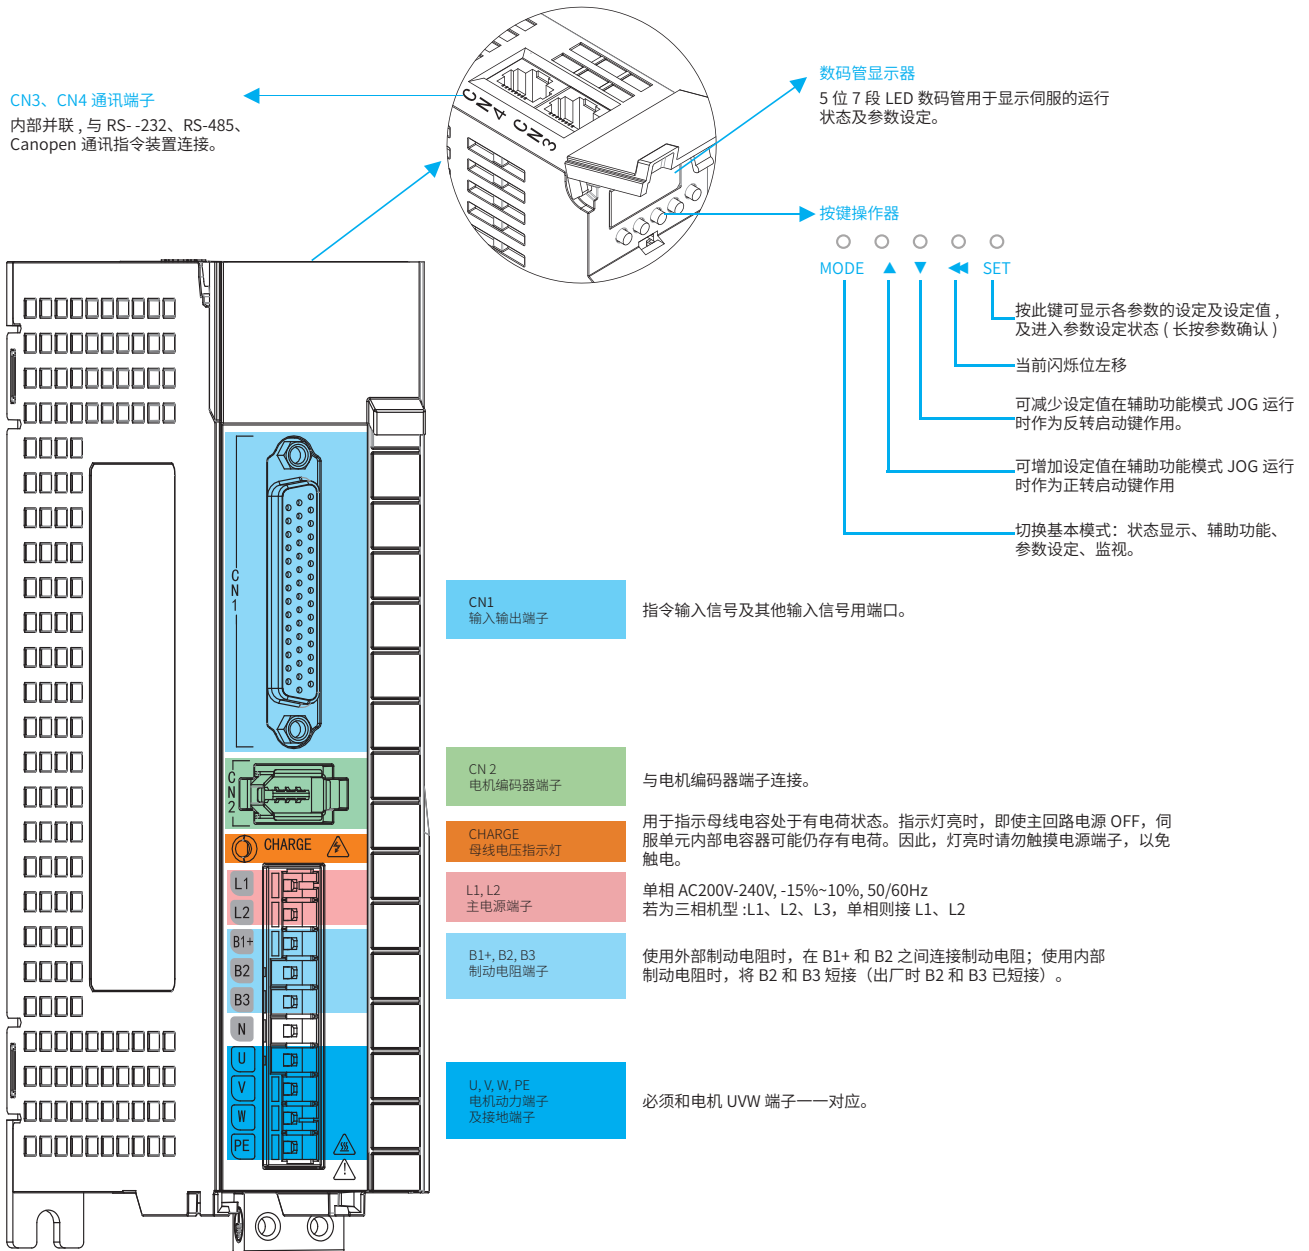 CN3、CN4 通讯端子
内部并联 , 与 RS- -232、RS-485、
Canopen 通讯指令装置连接。
CN4
CN3
数码管显示器
5 位 7 段 LED 数码管用于显示伺服的运行
状态及参数设定。
按键操作器
MODE ▲ ▼ ◀◀ SET
按此键可显示各参数的设定及设定值 ,
及进入参数设定状态 ( 长按参数确认 )
当前闪烁位左移
可减少设定值在辅助功能模式 JOG 运行
时作为反转启动键作用。
可增加设定值在辅助功能模式 JOG 运行
时作为正转启动键作用
切换基本模式：状态显示、辅助功能、
参数设定、监视。
CN1
CN2
CHARGE
L1
L2
B1+
B2
B3
N
U
V
W
PE
CN1
输入输出端子
指令输入信号及其他输入信号用端口。
CN 2
电机编码器端子
与电机编码器端子连接。
CHARGE
母线电压指示灯
用于指示母线电容处于有电荷状态。指示灯亮时，即使主回路电源 OFF，伺
服单元内部电容器可能仍存有电荷。因此，灯亮时请勿触摸电源端子，以免
触电。
L1, L2
主电源端子
单相 AC200V-240V, -15%~10%, 50/60Hz
若为三相机型 :L1、L2、L3，单相则接 L1、L2
B1+, B2, B3
制动电阻端子
使用外部制动电阻时，在 B1+ 和 B2 之间连接制动电阻；使用内部
制动电阻时，将 B2 和 B3 短接（出厂时 B2 和 B3 已短接）。
U, V, W, PE
电机动力端子
及接地端子
必须和电机 UVW 端子一一对应。